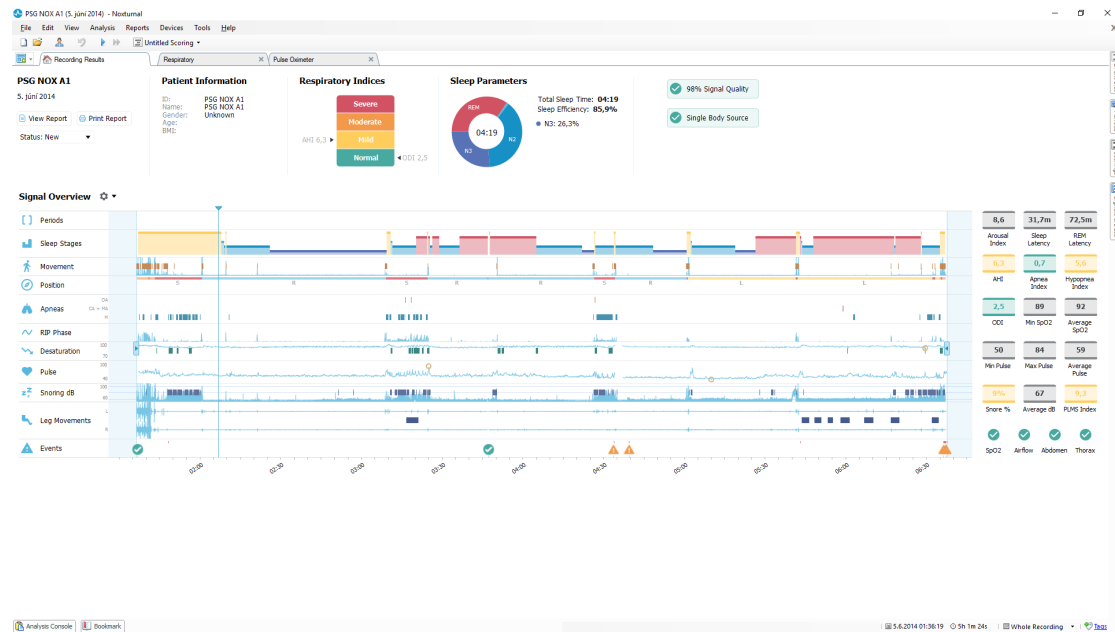 PSG NOX A1 (5. júní 2014) - Noxturnal
File Edit View Analysis Reports Devices Tools Help
Untitled Scoring
Recording Results
Respiratory
Pulse Oximeter
PSG NOX A1
5. júní 2014
View Report
Print Report
Status: New
Patient Information
ID: PSG NOX A1
Name: PSG NOX A1
Gender: Unknown
Age:
BMI:
Respiratory Indices
Severe
Moderate
AHI 6,3
Mild
Normal
ODI 2,5
Sleep Parameters
REM
N2
N3
04:19
Total Sleep Time: 04:19
Sleep Efficiency: 85,9%
N3: 26,3%
98% Signal Quality
Single Body Source
Signal Overview
Periods
Sleep Stages
Movement
Position
S R S R R S R L L
Apneas
OA
CA + MA
H
RIP Phase
Desaturation
100
70
Pulse
100
40
Snoring dB
100
60
Leg Movements
L
R
Events
02:00 02:30 03:00 03:30 04:00 04:30 05:00 05:30 06:00 06:30
8,6 31,7m 72,5m
Arousal Index
Sleep Latency
REM Latency
6,3 0,7 5,6
AHI
Apnea Index
Hypopnea Index
2,5 89 92
ODI
Min SpO2
Average SpO2
50 84 59
Min Pulse
Max Pulse
Average Pulse
9% 67 9,3
Snore % Average dB PLMS Index
SpO2 Airflow Abdomen Thorax
Analysis Console
Bookmark
5.6.2014 01:36:19
5h 1m 24s
Whole Recording
Tags